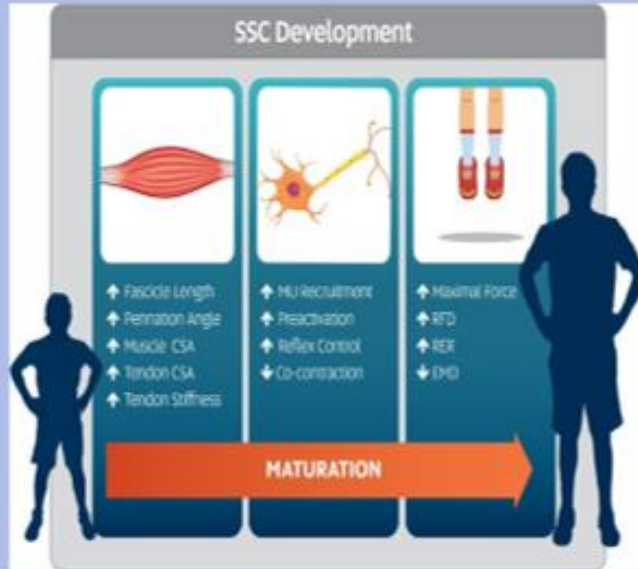 SSC Development
↑ Fascicle Length
↑ Pennation Angle
↑ Muscle CSA
↑ Tendon CSA
↑ Tendon Stiffness
↑ MU Recruitment
↑ Preactivation
↑ Reflex Control
↓ Co-contraction
↑ Maximal Force
↑ RFD
↑ RER
↓ EMD
MATURATION